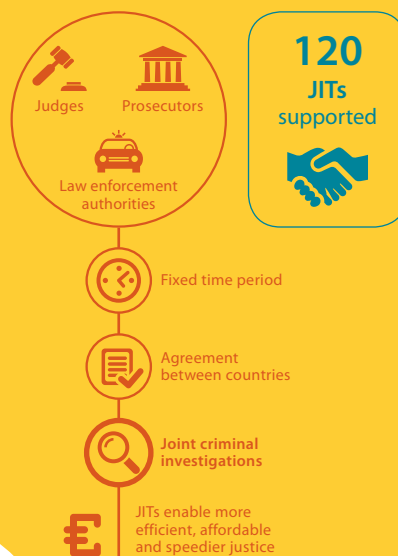 Judges
Prosecutors
Law enforcement
authorities
120
JITs
supported
Fixed time period
Agreement
between countries
Joint criminal
investigations
JITs enable more
efficient, affordable
and speedier justice